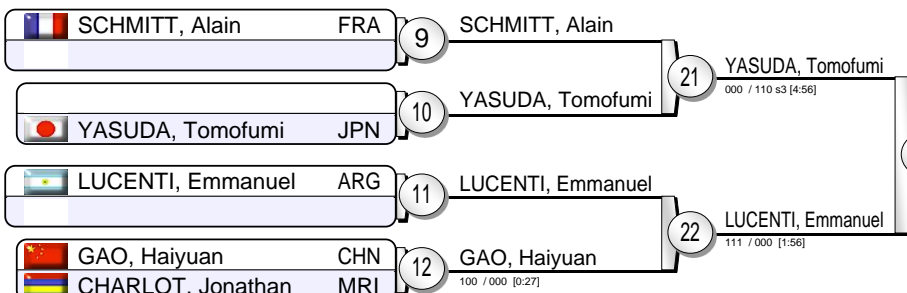 SCHMITT, Alain FRA
9
SCHMITT, Alain
21
YASUDA, Tomofumi
000 / 110 s3 [4:56]
10
YASUDA, Tomofumi
YASUDA, Tomofumi JPN
LUCENTI, Emmanuel ARG
11
LUCENTI, Emmanuel
22
LUCENTI, Emmanuel
111 / 000 [1:56]
GAO, Haiyuan CHN
12
GAO, Haiyuan
100 / 000 [0:27]
CHARLOT, Jonathan MRI